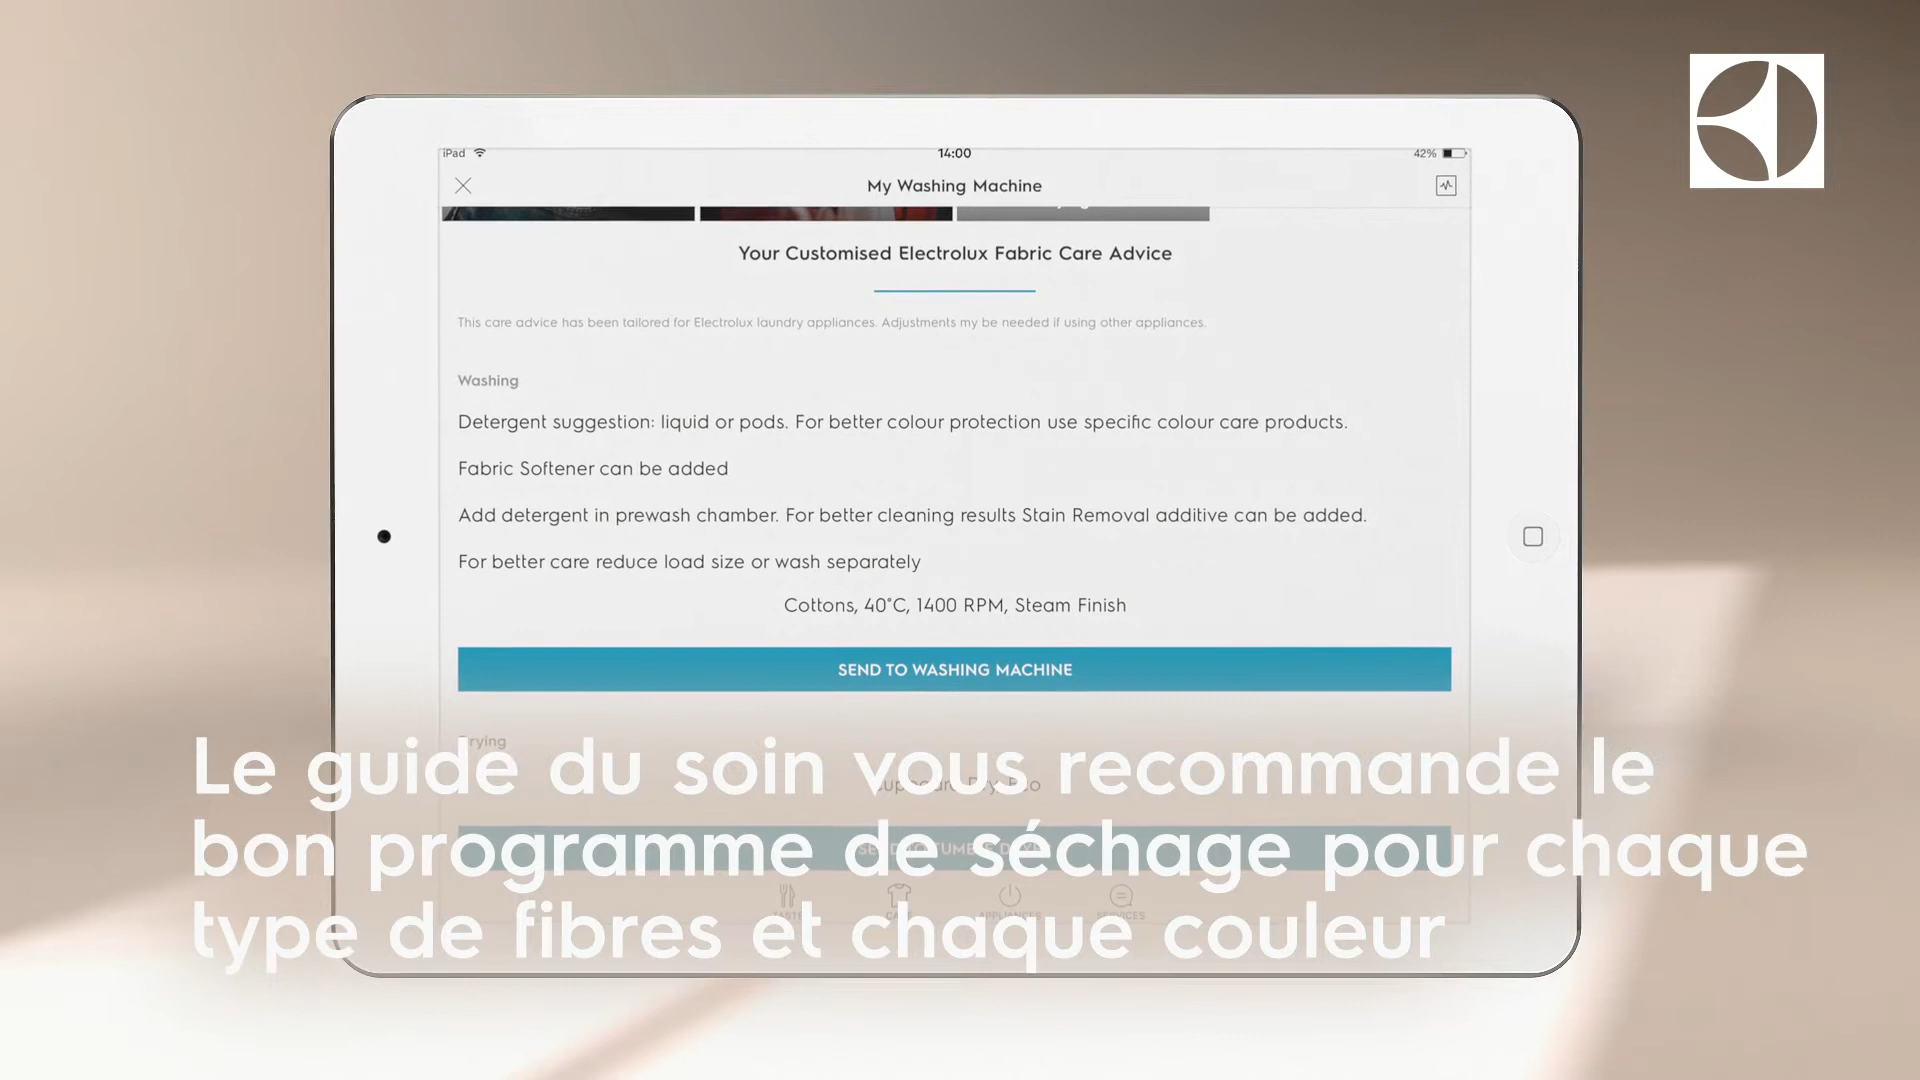 iPad
14:00
42%
My Washing Machine
Your Customised Electrolux Fabric Care Advice
This care advice has been tailored for Electrolux laundry appliances. Adjustments my be needed if using other appliances.
Washing
Detergent suggestion: liquid or pods. For better colour protection use specific colour care products.
Fabric Softener can be added
Add detergent in prewash chamber. For better cleaning results Stain Removal additive can be added.
For better care reduce load size or wash separately
Cottons, 40°C, 1400 RPM, Steam Finish
SEND TO WASHING MACHINE
Drying
Le guide du soin vous recommande le
bon programme de séchage pour chaque
type de fibres et chaque couleur
APPLIANCES
SERVICES